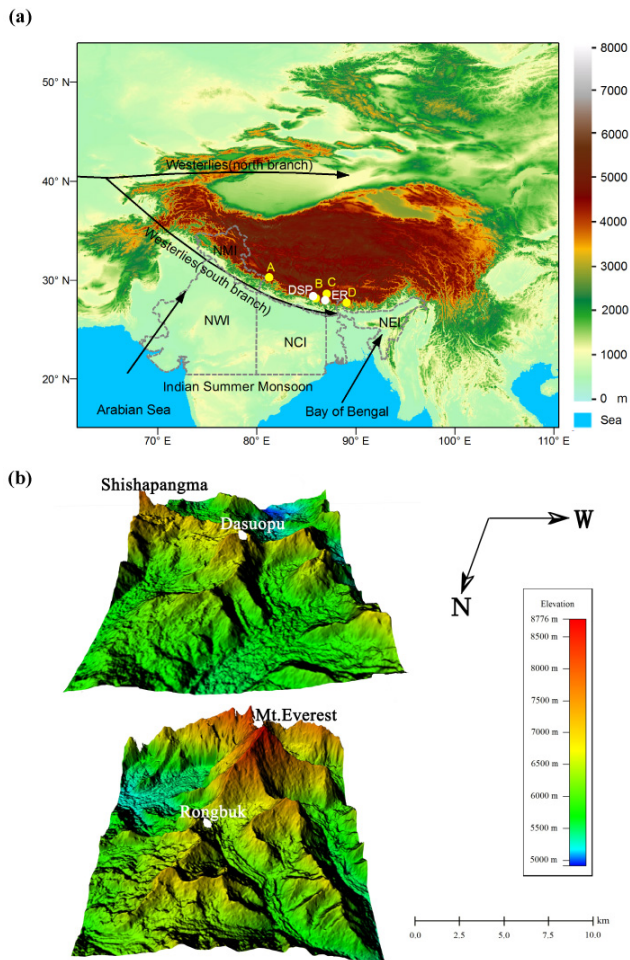 (a)
50° N
40° N
30° N
20° N
Westerlies(north branch)
Westerlies(south branch)
NMI
A
DSP
B
C
ER
D
NWI
NCI
NEI
Indian Summer Monsoon
Arabian Sea
Bay of Bengal
70° E
80° E
90° E
100° E
110° E
8000
7000
6000
5000
4000
3000
2000
1000
0 m
Sea
(b)
Shishapangma
Dasuopu
W
N
Elevation
8776 m
8500 m
8000 m
7500 m
7000 m
6500 m
6000 m
5500 m
5000 m
Mt.Everest
Rongbuk
km
0.0
2.5
5.0
7.5
10.0